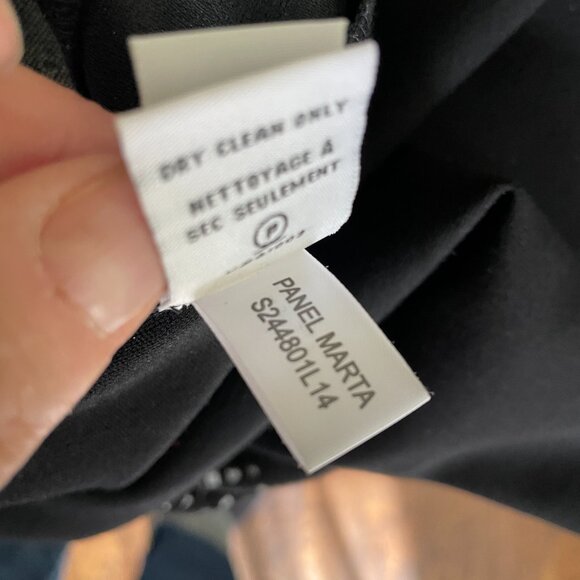 DRY CLEAN ONLY
NETTOYAGE A
SEC SEULEMENT
P
PANEL MARTA
S244801L14